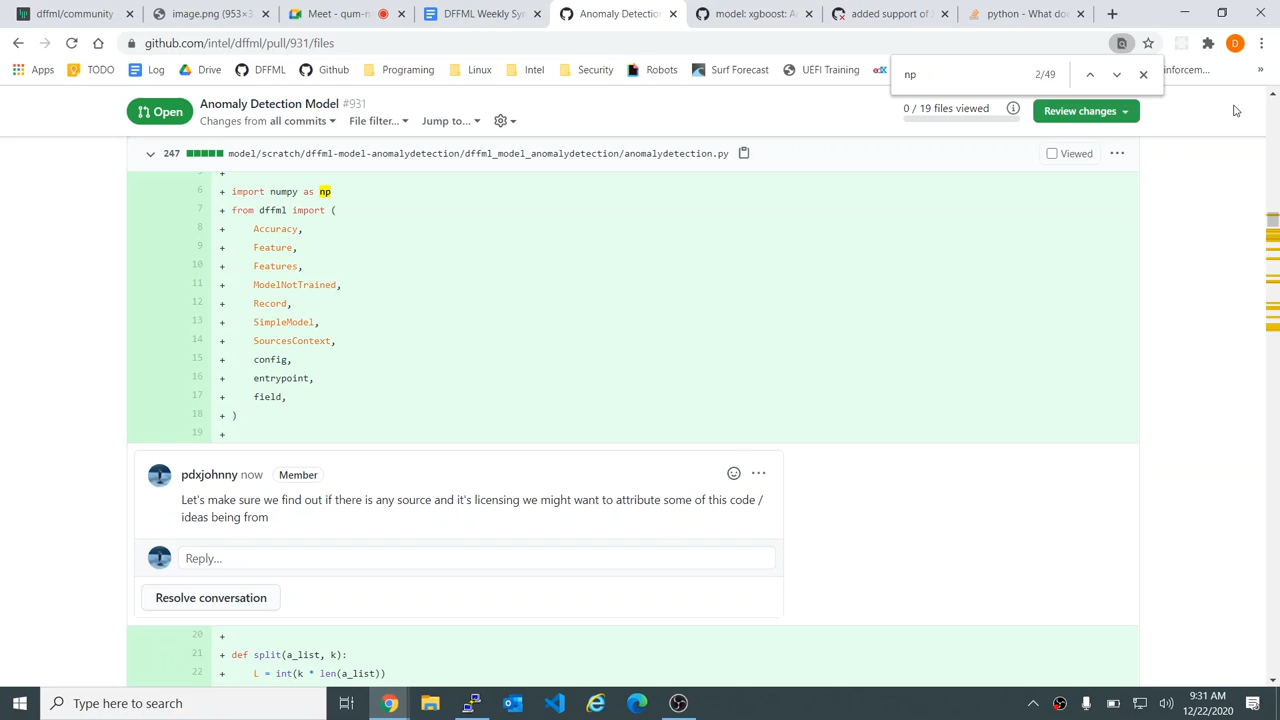 dffml/community -
image.png (953×3
Meet - qum-n
DFFML Weekly Syn
Anomaly Detectio
model: xgboost: A
added support of
python - What do
github.com/intel/dffml/pull/931/files
Apps
TODO
Log
Drive
DFFML
Github
Programing
Linux
Intel
Security
Robots
Surf Forecast
UEFI Training
inforcem...
»
np
2/49
Open
Anomaly Detection Model #931
Changes from all commits
File filter...
Jump to...
0 / 19 files viewed
Review changes
247
model/scratch/dffml-model-anomalydetection/dffml_model_anomalydetection/anomalydetection.py
Viewed
+
6 + import numpy as np
7 + from dffml import (
8 + Accuracy,
9 + Feature,
10 + Features,
11 + ModelNotTrained,
12 + Record,
13 + SimpleModel,
14 + SourcesContext,
15 + config,
16 + entrypoint,
17 + field,
18 + )
19 +
pdxjohnny now
Member
Let's make sure we find out if there is any source and it's licensing we might want to attribute some of this code /
ideas being from
Reply...
Resolve conversation
20 +
21 + def split(a_list, k):
22 + L = int(k * len(a_list))
Type here to search
9:31 AM
12/22/2020